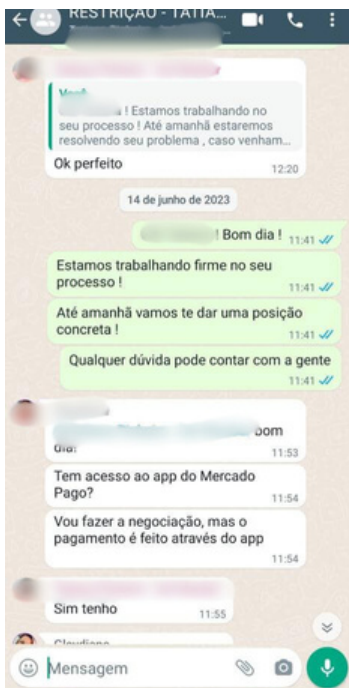 RESTRIÇÃO - TATIA...
Você
! Estamos trabalhando no
seu processo ! Até amanhã estaremos
resolvendo seu problema , caso venham...
Ok perfeito
12:20
14 de junho de 2023
! Bom dia !
11:41
Estamos trabalhando firme no seu
processo !
11:41
Até amanhã vamos te dar uma posição
concreta !
11:41
Qualquer dúvida pode contar com a gente
11:41
bom
dia!
11:53
Tem acesso ao app do Mercado
Pago?
11:54
Vou fazer a negociação, mas o
pagamento é feito através do app
11:54
Sim tenho
11:55
Mensagem